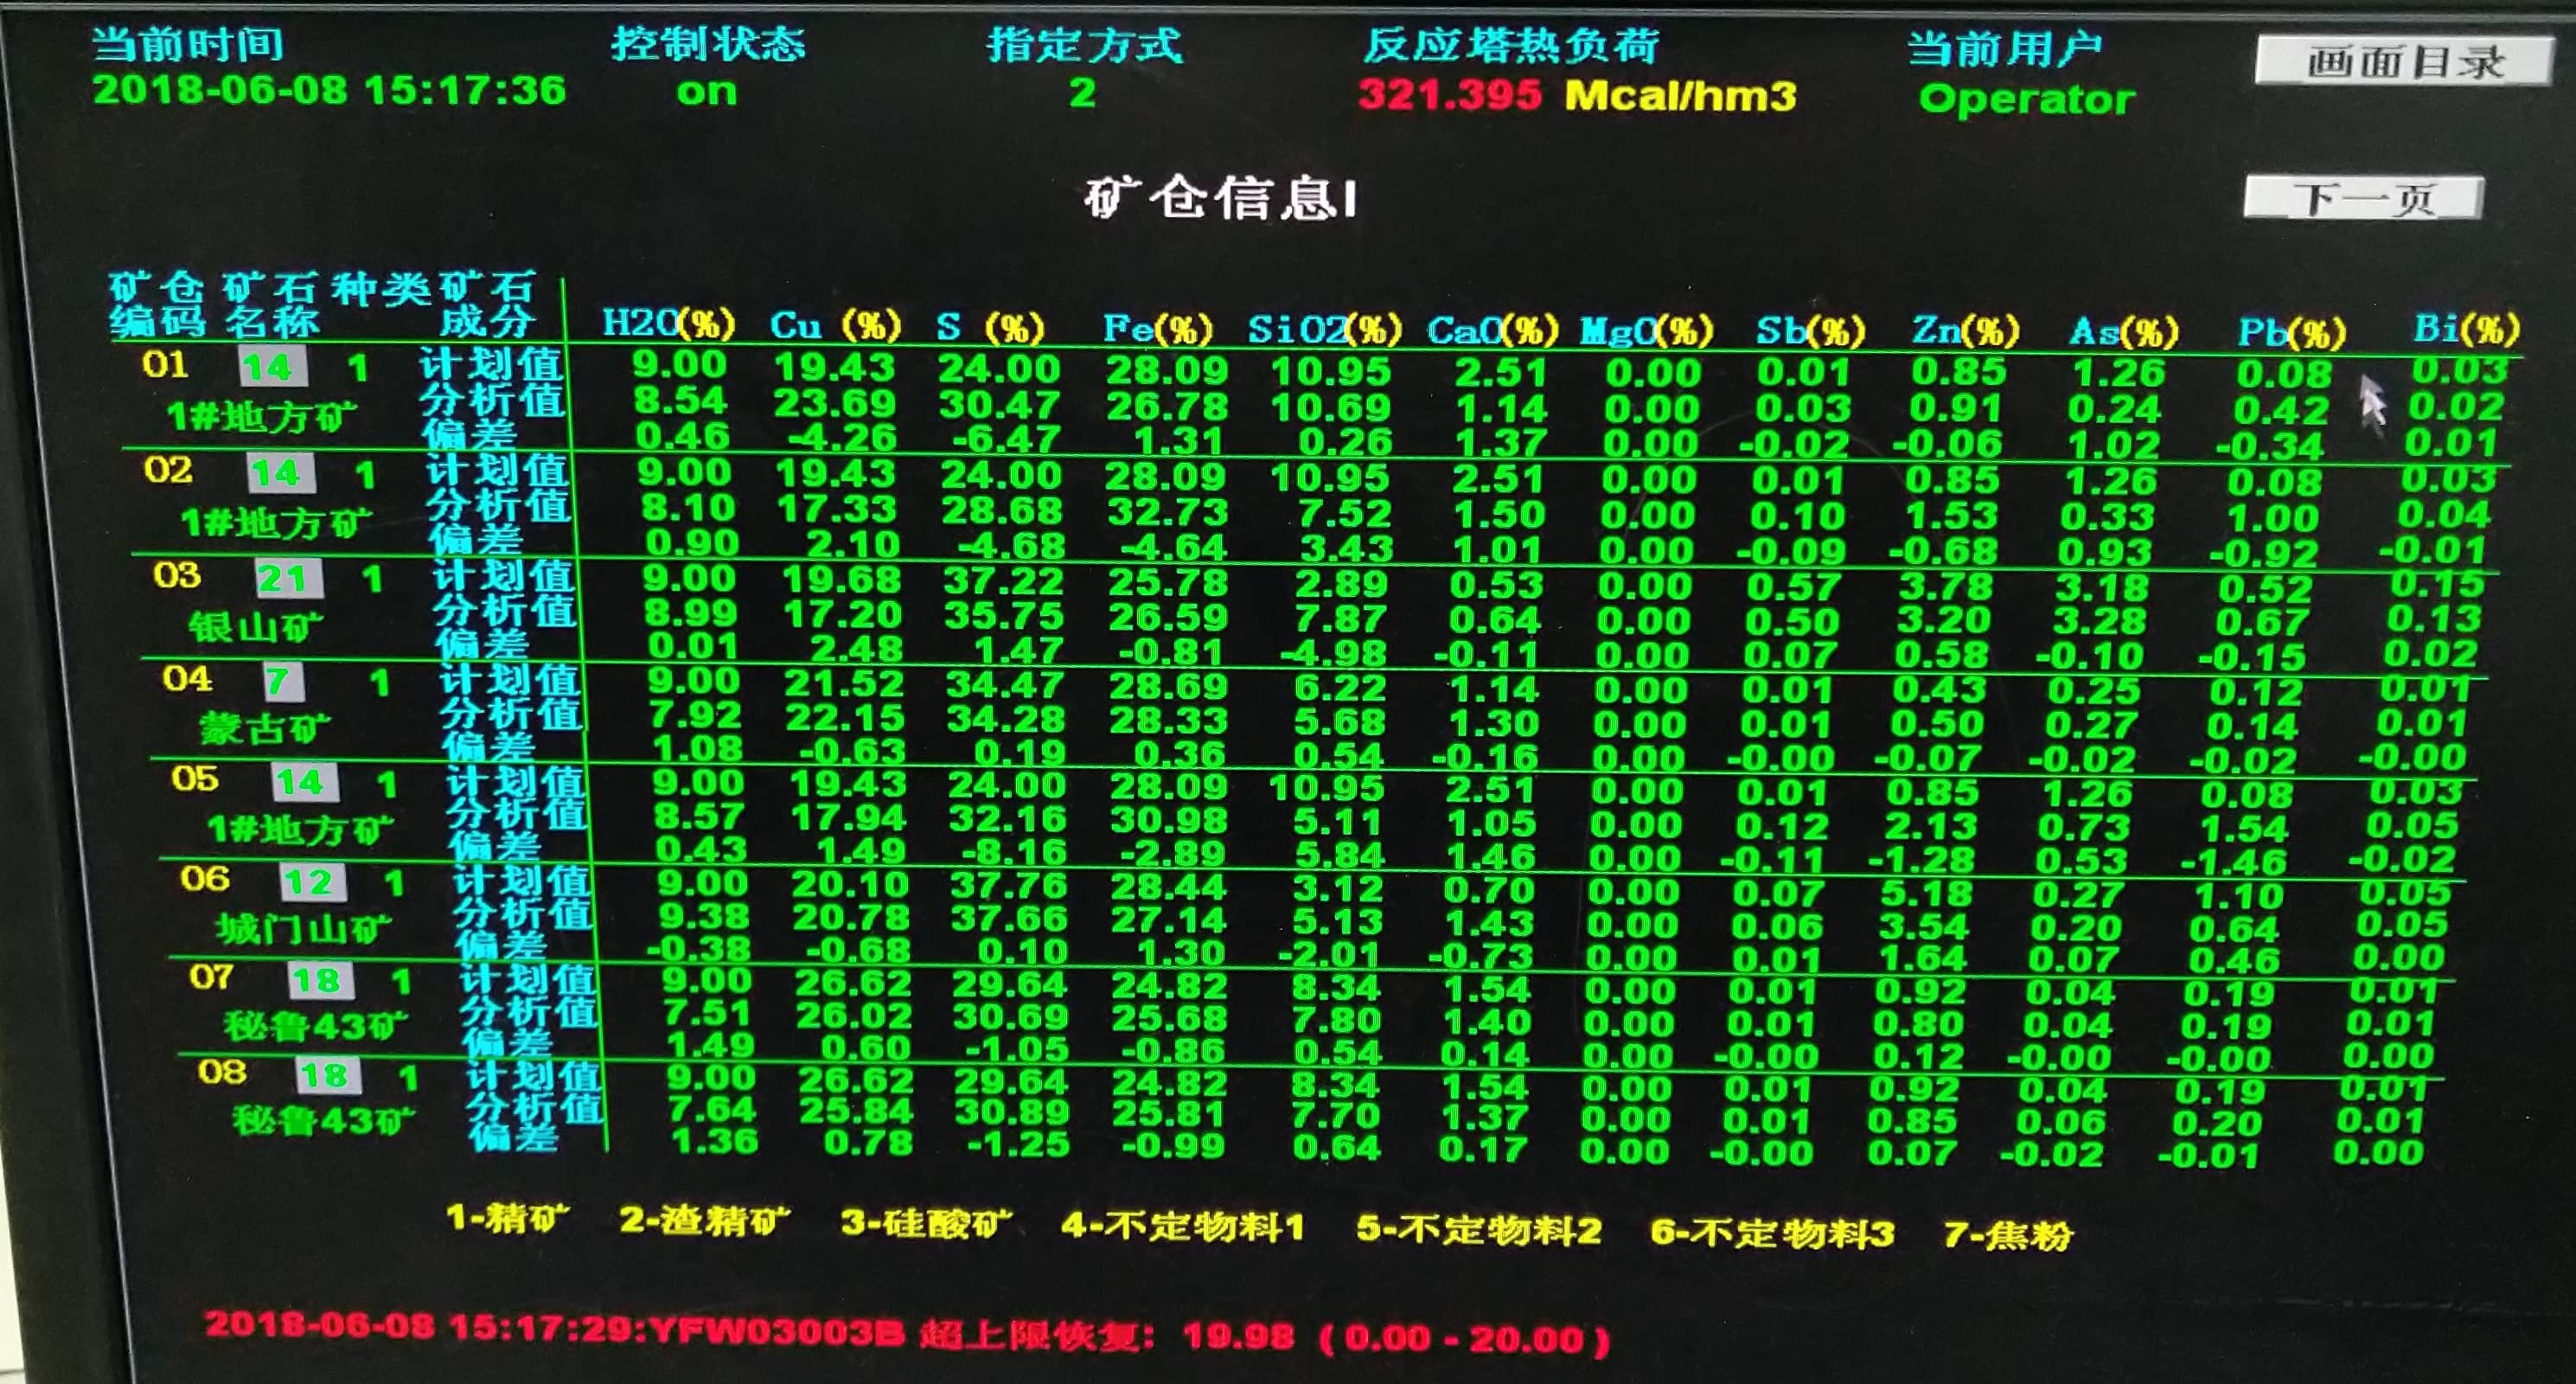 当前时间 控制状态 指定方式 反应塔热负荷 当前用户 画面目录
2018-06-08 15:17:36 on 2 321.395 Mcal/hm3 Operator
矿仓信息I 下一页
矿仓 矿石 种类 矿石
编码 名称 成分 H2O(%) Cu (%) S (%) Fe(%) SiO2(%) CaO(%) MgO(%) Sb(%) Zn(%) As(%) Pb(%) Bi(%)
01 14 1 计划值 9.00 19.43 24.00 28.09 10.95 2.51 0.00 0.01 0.85 1.26 0.08 0.03
1#地方矿 分析值 8.54 23.69 30.47 26.78 10.69 1.14 0.00 0.03 0.91 0.24 0.42 0.02
偏差 0.46 -4.26 -6.47 1.31 0.26 1.37 0.00 -0.02 -0.06 1.02 -0.34 0.01
02 14 1 计划值 9.00 19.43 24.00 28.09 10.95 2.51 0.00 0.01 0.85 1.26 0.08 0.03
1#地方矿 分析值 8.10 17.33 28.68 32.73 7.52 1.50 0.00 0.10 1.53 0.33 1.00 0.04
偏差 0.90 2.10 -4.68 -4.64 3.43 1.01 0.00 -0.09 -0.68 0.93 -0.92 -0.01
03 21 1 计划值 9.00 19.68 37.22 25.78 2.89 0.53 0.00 0.57 3.78 3.18 0.52 0.15
银山矿 分析值 8.99 17.20 35.75 26.59 7.87 0.64 0.00 0.50 3.20 3.28 0.67 0.13
偏差 0.01 2.48 1.47 -0.81 -4.98 -0.11 0.00 0.07 0.58 -0.10 -0.15 0.02
04 7 1 计划值 9.00 21.52 34.47 28.69 6.22 1.14 0.00 0.01 0.43 0.25 0.12 0.01
蒙古矿 分析值 7.92 22.15 34.28 28.33 5.68 1.30 0.00 0.01 0.50 0.27 0.14 0.01
偏差 1.08 -0.63 0.19 0.36 0.54 -0.16 0.00 -0.00 -0.07 -0.02 -0.02 -0.00
05 14 1 计划值 9.00 19.43 24.00 28.09 10.95 2.51 0.00 0.01 0.85 1.26 0.08 0.03
1#地方矿 分析值 8.57 17.94 32.16 30.98 5.11 1.05 0.00 0.12 2.13 0.73 1.54 0.05
偏差 0.43 1.49 -8.16 -2.89 5.84 1.46 0.00 -0.11 -1.28 0.53 -1.46 -0.02
06 12 1 计划值 9.00 20.10 37.76 28.44 3.12 0.70 0.00 0.07 5.18 0.27 1.10 0.05
城门山矿 分析值 9.38 20.78 37.66 27.14 5.13 1.43 0.00 0.06 3.54 0.20 0.64 0.05
偏差 -0.38 -0.68 0.10 1.30 -2.01 -0.73 0.00 0.01 1.64 0.07 0.46 0.00
07 18 1 计划值 9.00 26.62 29.64 24.82 8.34 1.54 0.00 0.01 0.92 0.04 0.19 0.01
秘鲁43矿 分析值 7.51 26.02 30.69 25.68 7.80 1.40 0.00 0.01 0.80 0.04 0.19 0.01
偏差 1.49 0.60 -1.05 -0.86 0.54 0.14 0.00 -0.00 0.12 -0.00 -0.00 0.00
08 18 1 计划值 9.00 26.62 29.64 24.82 8.34 1.54 0.00 0.01 0.92 0.04 0.19 0.01
秘鲁43矿 分析值 7.64 25.84 30.89 25.81 7.70 1.37 0.00 0.01 0.85 0.06 0.20 0.01
偏差 1.36 0.78 -1.25 -0.99 0.64 0.17 0.00 -0.00 0.07 -0.02 -0.01 0.00
1-精矿 2-渣精矿 3-硅酸矿 4-不定物料1 5-不定物料2 6-不定物料3 7-焦粉
2018-06-08 15:17:29:YFW03003B 超上限恢复: 19.98 ( 0.00 - 20.00 )